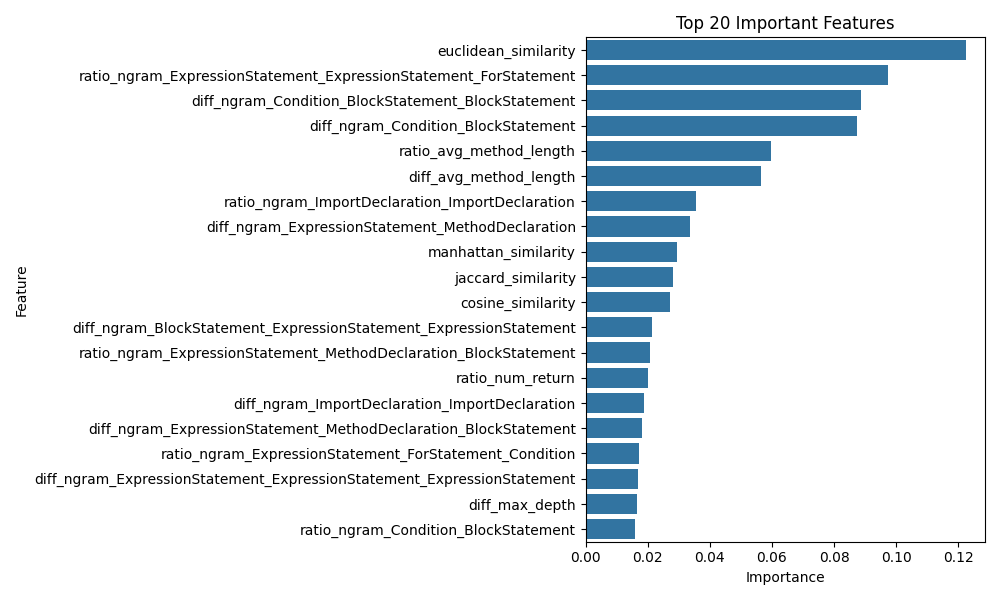 Top 20 Important Features
euclidean_similarity
ratio_ngram_ExpressionStatement_ExpressionStatement_ForStatement
diff_ngram_Condition_BlockStatement_BlockStatement
diff_ngram_Condition_BlockStatement
ratio_avg_method_length
diff_avg_method_length
ratio_ngram_ImportDeclaration_ImportDeclaration
diff_ngram_ExpressionStatement_MethodDeclaration
manhattan_similarity
jaccard_similarity
cosine_similarity
diff_ngram_BlockStatement_ExpressionStatement_ExpressionStatement
ratio_ngram_ExpressionStatement_MethodDeclaration_BlockStatement
ratio_num_return
diff_ngram_ImportDeclaration_ImportDeclaration
diff_ngram_ExpressionStatement_MethodDeclaration_BlockStatement
ratio_ngram_ExpressionStatement_ForStatement_Condition
diff_ngram_ExpressionStatement_ExpressionStatement_ExpressionStatement
diff_max_depth
ratio_ngram_Condition_BlockStatement
Feature
0.00 0.02 0.04 0.06 0.08 0.10 0.12
Importance